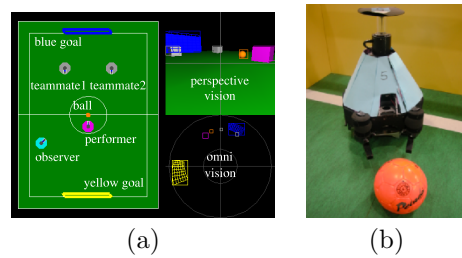 blue goal
teammate1 teammate2
ball
performer
observer
yellow goal
perspective
vision
omni
vision
5
(a)
(b)